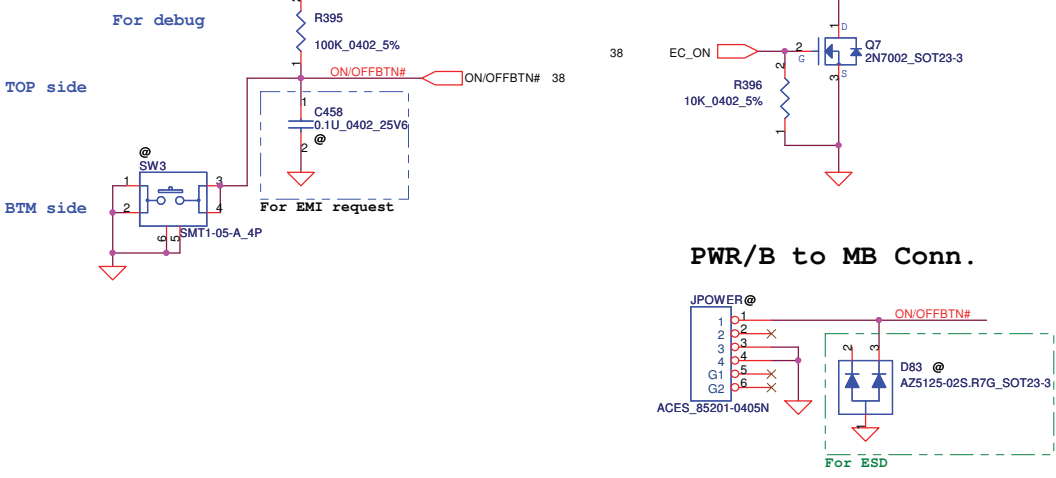 For debug
R395
100K_0402_5%
1
ON/OFFBTN#
ON/OFFBTN# 38
TOP side
1
C458
0.1U_0402_25V6
@
2
For EMI request
@
SW3
1
2
3
4
6
5
SMT1-05-A_4P
BTM side
38
EC_ON
2
G
1
D
Q7
2N7002_SOT23-3
3
S
2
R396
10K_0402_5%
1
PWR/B to MB Conn.
JPOWER@
1 1
2 2
3 3
4 4
G1 5
G2 6
ACES_85201-0405N
ON/OFFBTN#
2
3
D83 @
AZ5125-02S.R7G_SOT23-3
1
For ESD